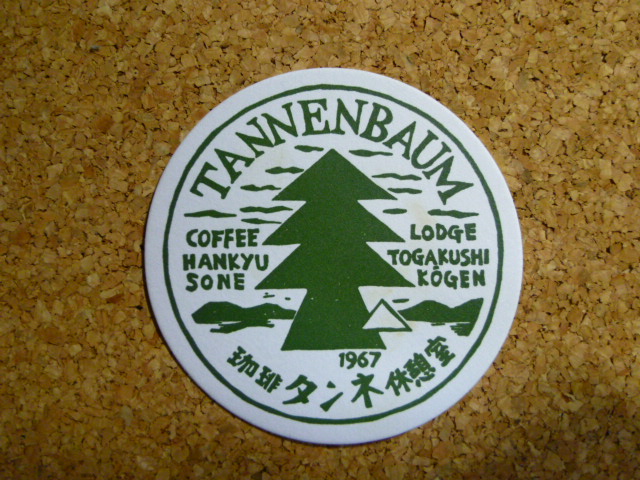 TANNENBAUM
COFFEE
HANKYU
SONE
LODGE
TOGAKUSHI
KŌGEN
1967
珈琲 タンネ 休憩室